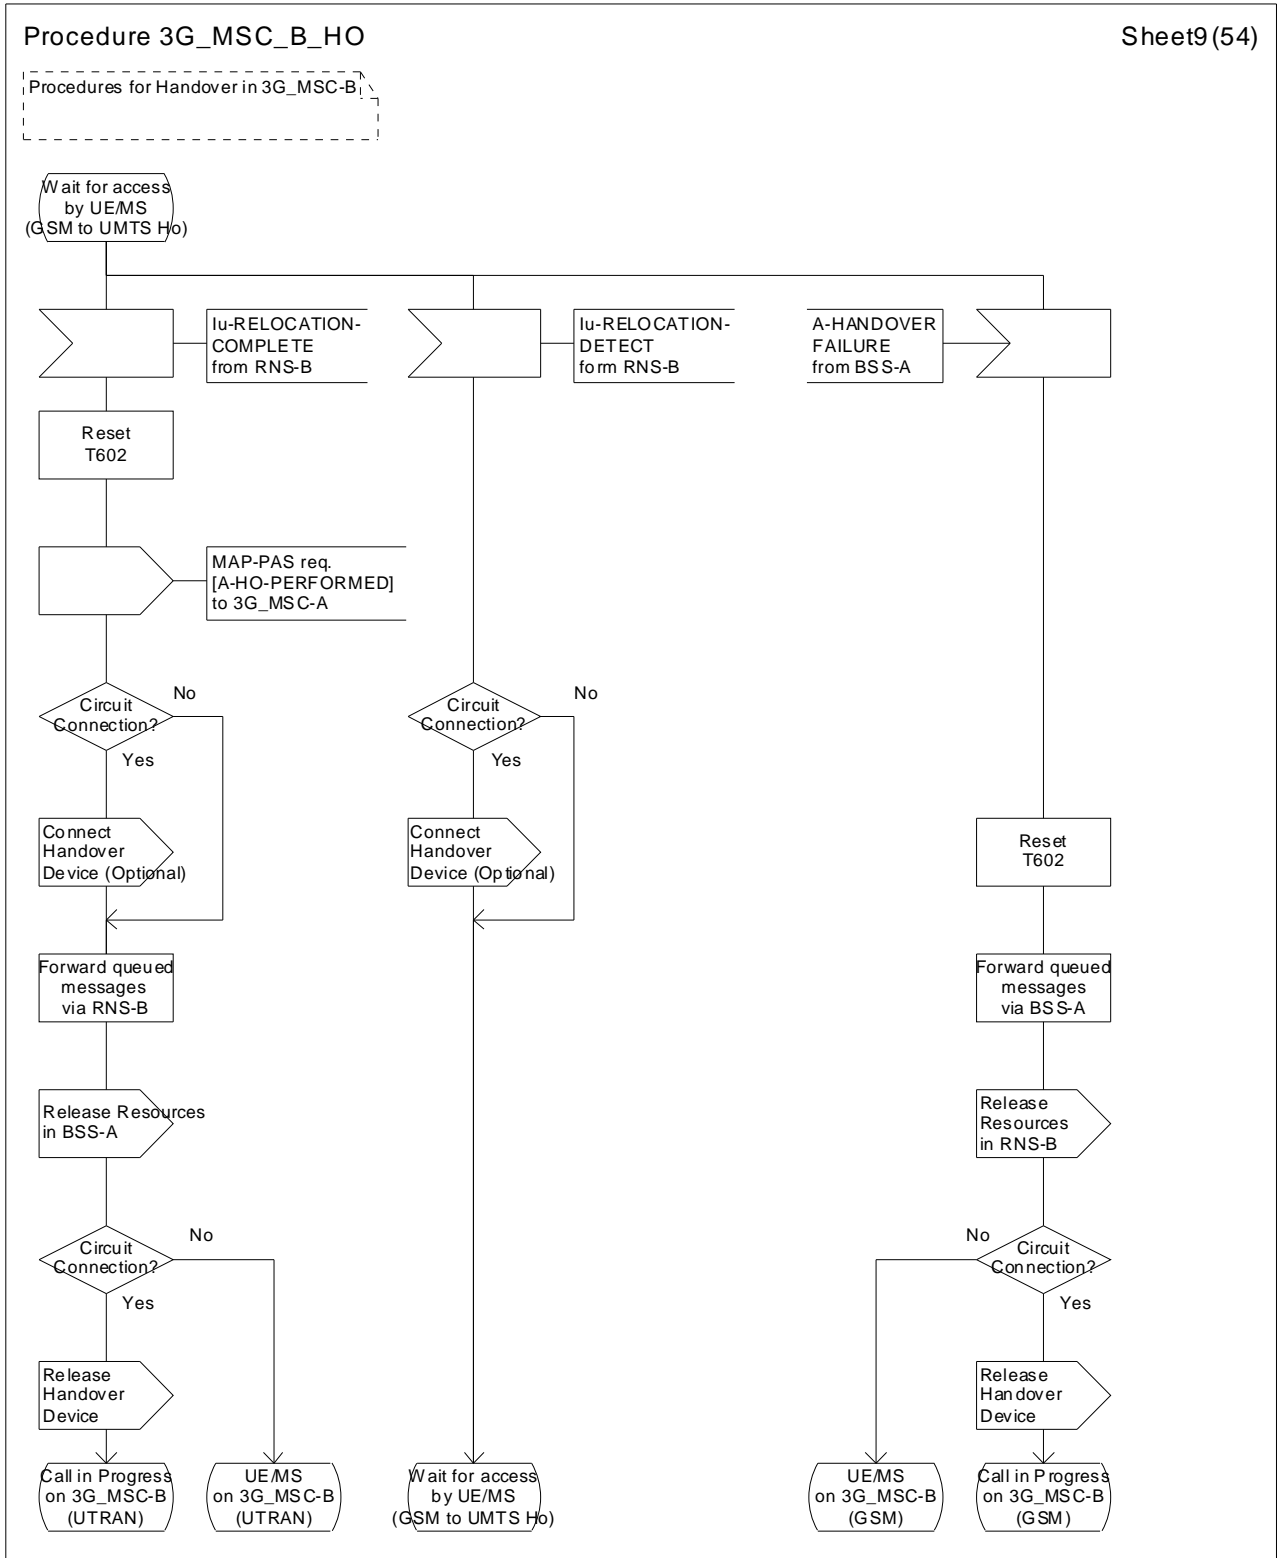 Procedure 3G_MSC_B_HO
Sheet9(54)
Procedures for Handover in 3G_MSC-B
Wait for access
by UE/MS
(GSM to UMTS Ho)
Iu-RELOCATION-
COMPLETE
from RNS-B
Iu-RELOCATION-
DETECT
form RNS-B
A-HANDOVER
FAILURE
from BSS-A
Reset
T602
MAP-PAS req.
[A-HO-PERFORMED]
to 3G_MSC-A
Circuit
Connection?
No
Yes
Circuit
Connection?
No
Yes
Connect
Handover
Device (Optional)
Connect
Handover
Device (Optional)
Reset
T602
Forward queued
messages
via RNS-B
Forward queued
messages
via BSS-A
Release Resources
in BSS-A
Release
Resources
in RNS-B
Circuit
Connection?
No
Yes
No
Circuit
Connection?
Yes
Release
Handover
Device
Release
Handover
Device
Call in Progress
on 3G_MSC-B
(UTRAN)
UE/MS
on 3G_MSC-B
(UTRAN)
Wait for access
by UE/MS
(GSM to UMTS Ho)
UE/MS
on 3G_MSC-B
(GSM)
Call in Progress
on 3G_MSC-B
(GSM)